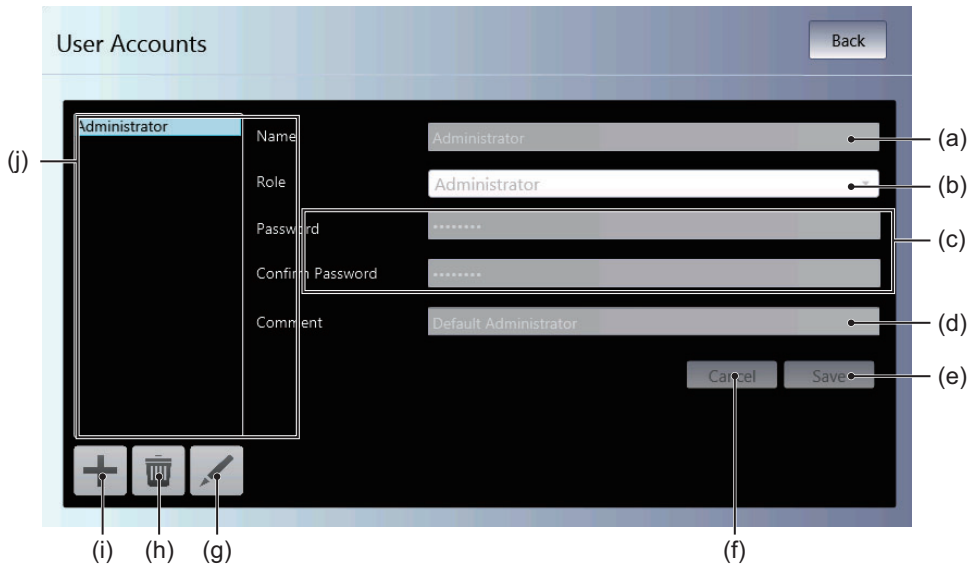 User Accounts
Back
Administrator
Name
Administrator
(a)
(j)
Role
Administrator
(b)
Password
••••••••
(c)
Confirm Password
••••••••
Comment
Default Administrator
(d)
Cancel
Save
(e)
(i)
(h)
(g)
(f)